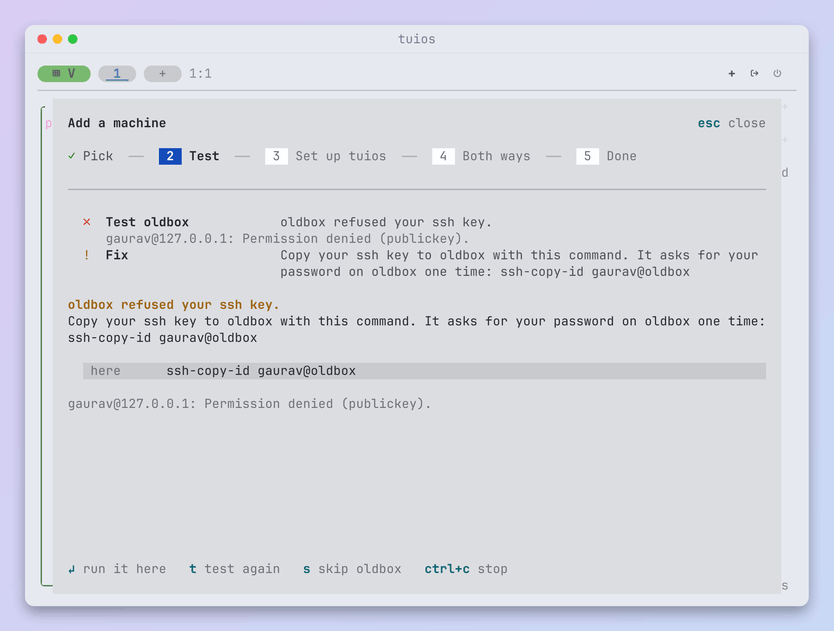 tuios
V 1 + 1:1 +
p
d
s
Add a machine esc close
✓ Pick — 2 Test — 3 Set up tuios — 4 Both ways — 5 Done
✕ Test oldbox oldbox refused your ssh key.
gaurav@127.0.0.1: Permission denied (publickey).
! Fix Copy your ssh key to oldbox with this command. It asks for your
password on oldbox one time: ssh-copy-id gaurav@oldbox
oldbox refused your ssh key.
Copy your ssh key to oldbox with this command. It asks for your password on oldbox one time:
ssh-copy-id gaurav@oldbox
here ssh-copy-id gaurav@oldbox
gaurav@127.0.0.1: Permission denied (publickey).
↲ run it here t test again s skip oldbox ctrl+c stop